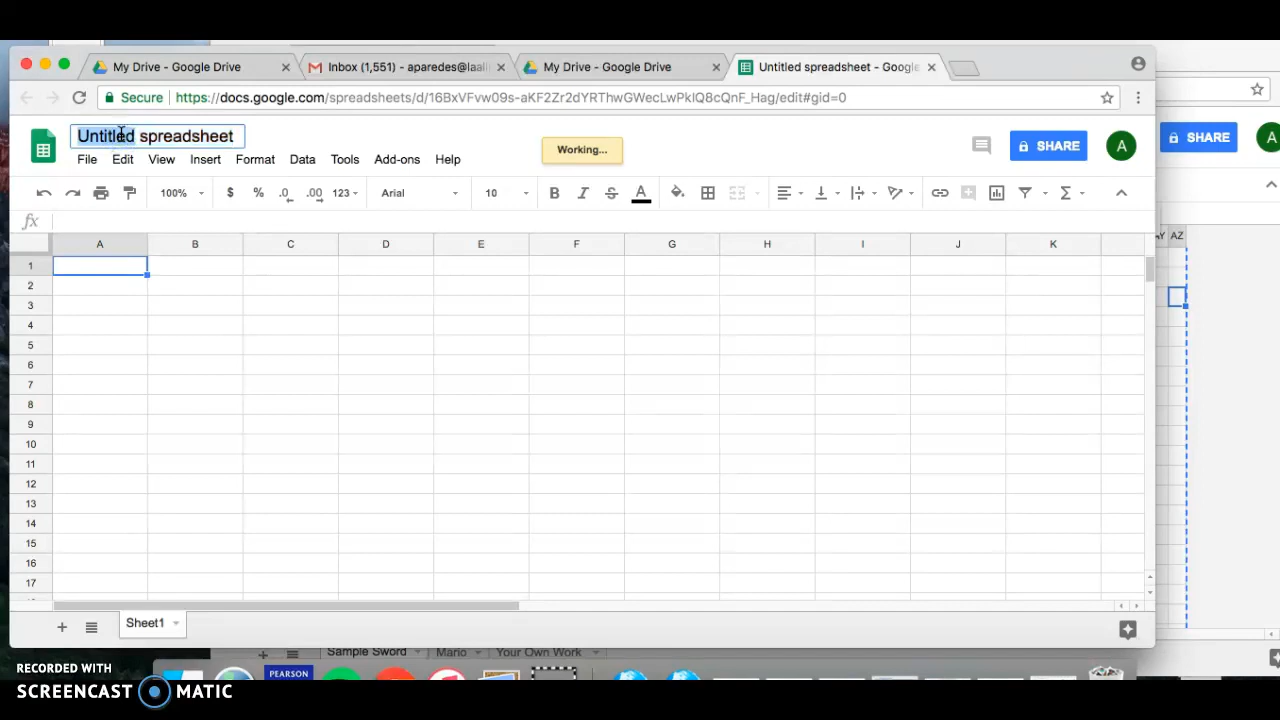 My Drive - Google Drive
Inbox (1,551) - aparedes@laali
My Drive - Google Drive
Untitled spreadsheet - Google
Secure
https://docs.google.com/spreadsheets/d/16BxVFvw09s-aKF2Zr2dYRThwGWecLwPkIQ8cQnF_Hag/edit#gid=0
Untitled spreadsheet
Working...
SHARE
A
SHARE
A
File Edit View Insert Format Data Tools Add-ons Help
100% $ % .0 .00 123 Arial 10 B I S A Σ
fx
A B C D E F G H I J K
AZ
1
2
3
4
5
6
7
8
9
10
11
12
13
14
15
16
17
Sheet1
Sample Sword Mario Your Own Work
PEARSON
RECORDED WITH
SCREENCAST MATIC